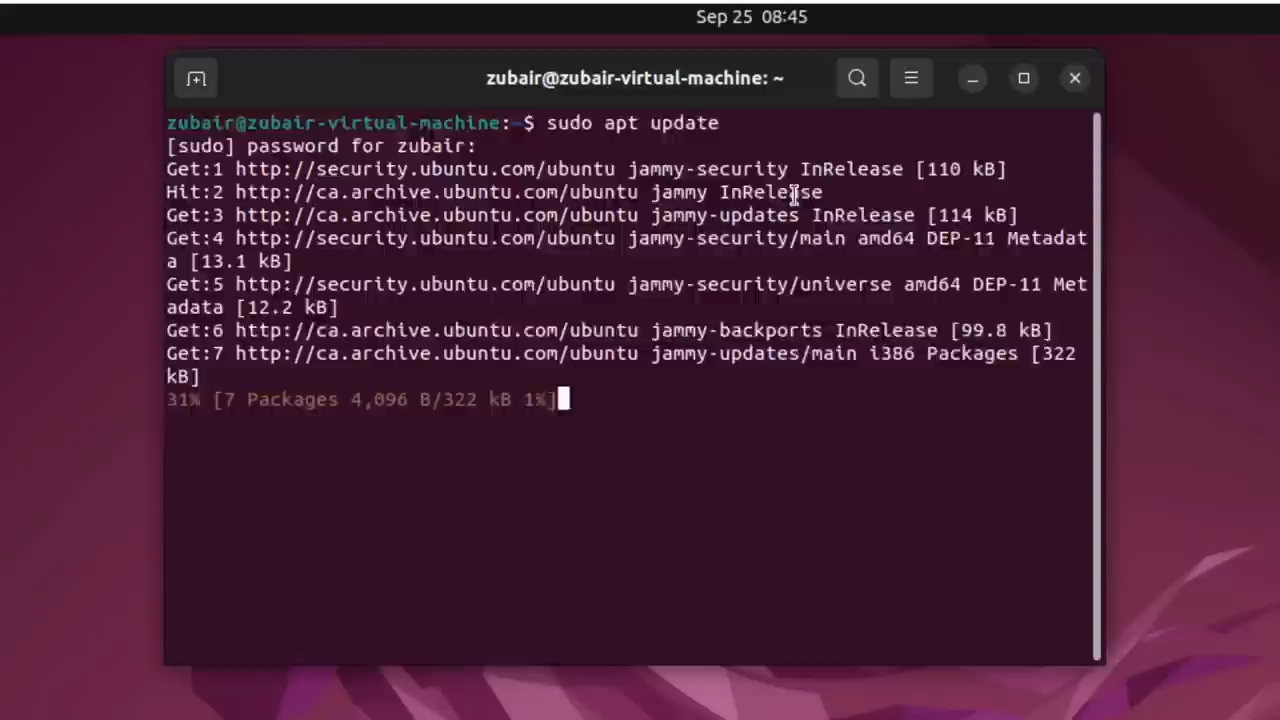 Sep 25 08:45
zubair@zubair-virtual-machine: ~
zubair@zubair-virtual-machine:~$ sudo apt update
[sudo] password for zubair:
Get:1 http://security.ubuntu.com/ubuntu jammy-security InRelease [110 kB]
Hit:2 http://ca.archive.ubuntu.com/ubuntu jammy InRelease
Get:3 http://ca.archive.ubuntu.com/ubuntu jammy-updates InRelease [114 kB]
Get:4 http://security.ubuntu.com/ubuntu jammy-security/main amd64 DEP-11 Metadat
a [13.1 kB]
Get:5 http://security.ubuntu.com/ubuntu jammy-security/universe amd64 DEP-11 Met
adata [12.2 kB]
Get:6 http://ca.archive.ubuntu.com/ubuntu jammy-backports InRelease [99.8 kB]
Get:7 http://ca.archive.ubuntu.com/ubuntu jammy-updates/main i386 Packages [322
kB]
31% [7 Packages 4,096 B/322 kB 1%]